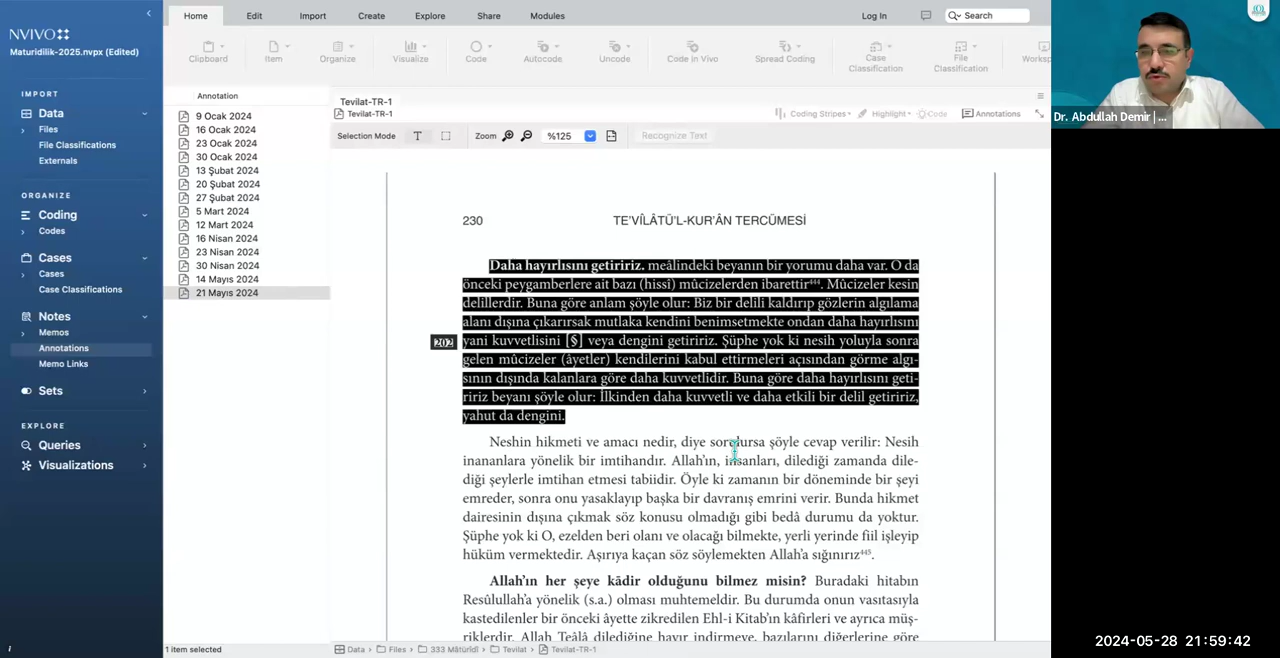 NVIVO
Maturidilik-2025.nvpx (Edited)
IMPORT
Data
Files
File Classifications
Externals
ORGANIZE
Coding
Codes
Cases
Cases
Case Classifications
Notes
Memos
Annotations
Memo Links
Sets
EXPLORE
Queries
Visualizations
Home Edit Import Create Explore Share Modules Log In Search
Clipboard Item Organize Visualize Code Autocode Uncode Code In Vivo Spread Coding Case Classification File Classification Worksp
Annotation
9 Ocak 2024
16 Ocak 2024
23 Ocak 2024
30 Ocak 2024
13 Şubat 2024
20 Şubat 2024
27 Şubat 2024
5 Mart 2024
12 Mart 2024
16 Nisan 2024
23 Nisan 2024
30 Nisan 2024
14 Mayıs 2024
21 Mayıs 2024
Tevilat-TR-1
Tevilat-TR-1 Coding Stripes Highlight Code Annotations
Selection Mode T Zoom %125 Recognize Text
230 TE’VÎLÂTÜ’L-KUR’ÂN TERCÜMESİ
Daha hayırlısını getiririz. meâlindeki beyanın bir yorumu daha var. O da
önceki peygamberlere ait bazı (hissî) mûcizelerden ibarettir⁴⁴⁴. Mûcizeler kesin
delillerdir. Buna göre anlam şöyle olur: Biz bir delili kaldırıp gözlerin algılama
alanı dışına çıkarırsak mutlaka kendini benimsetmekte ondan daha hayırlısını
202 yani kuvvetlisini [§] veya dengini getiririz. Şüphe yok ki nesih yoluyla sonra
gelen mûcizeler (âyetler) kendilerini kabul ettirmeleri açısından görme algı-
sının dışında kalanlara göre daha kuvvetlidir. Buna göre daha hayırlısını geti-
ririz beyanı şöyle olur: İlkinden daha kuvvetli ve daha etkili bir delil getiririz,
yahut da dengini.
Neshin hikmeti ve amacı nedir, diye sorulursa şöyle cevap verilir: Nesih
inananlara yönelik bir imtihandır. Allah’ın, insanları, dilediği zamanda dile-
diği şeylerle imtihan etmesi tabiidir. Öyle ki zamanın bir döneminde bir şeyi
emreder, sonra onu yasaklayıp başka bir davranış emrini verir. Bunda hikmet
dairesinin dışına çıkmak söz konusu olmadığı gibi bedâ durumu da yoktur.
Şüphe yok ki O, ezelden beri olanı ve olacağı bilmekte, yerli yerinde fiil işleyip
hüküm vermektedir. Aşırıya kaçan söz söylemekten Allah’a sığınırız⁴⁴⁵.
Allah’ın her şeye kādir olduğunu bilmez misin? Buradaki hitabın
Resûlullah’a yönelik (s.a.) olması muhtemeldir. Bu durumda onun vasıtasıyla
kastedilenler bir önceki âyette zikredilen Ehl-i Kitab’ın kâfirleri ve ayrıca müş-
riklerdir. Allah Teâlâ dilediğine hayır indirmeye, bazılarını diğerlerine göre
1 item selected
Data > Files > 333 Mâtürîdî > Tevilat > Tevilat-TR-1
Dr. Abdullah Demir | ...
2024-05-28 21:59:42